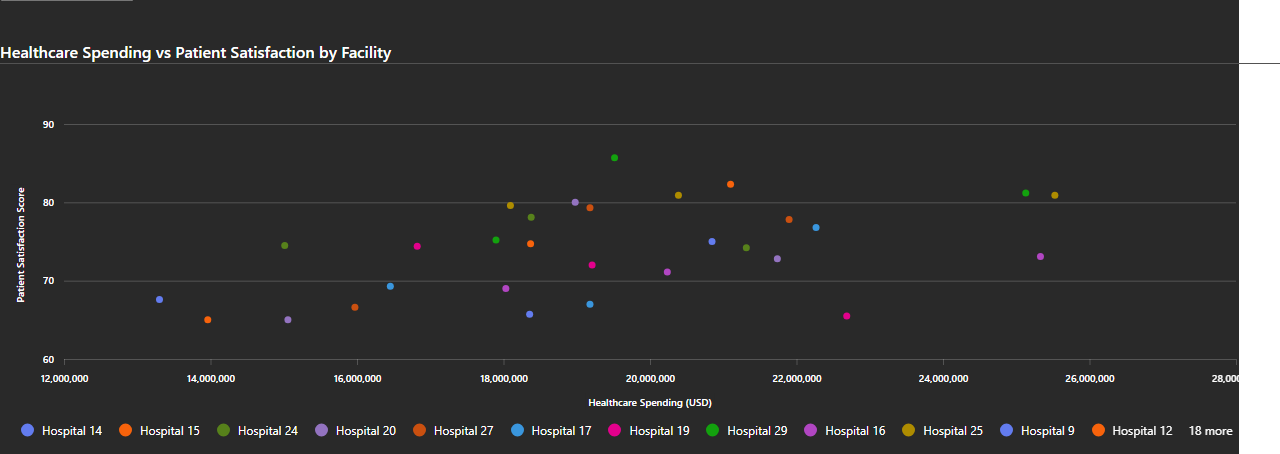 Healthcare Spending vs Patient Satisfaction by Facility
90
80
70
60
Patient Satisfaction Score
12,000,000 14,000,000 16,000,000 18,000,000 20,000,000 22,000,000 24,000,000 26,000,000 28,000
Healthcare Spending (USD)
Hospital 14 Hospital 15 Hospital 24 Hospital 20 Hospital 27 Hospital 17 Hospital 19 Hospital 29 Hospital 16 Hospital 25 Hospital 9 Hospital 12 18 more